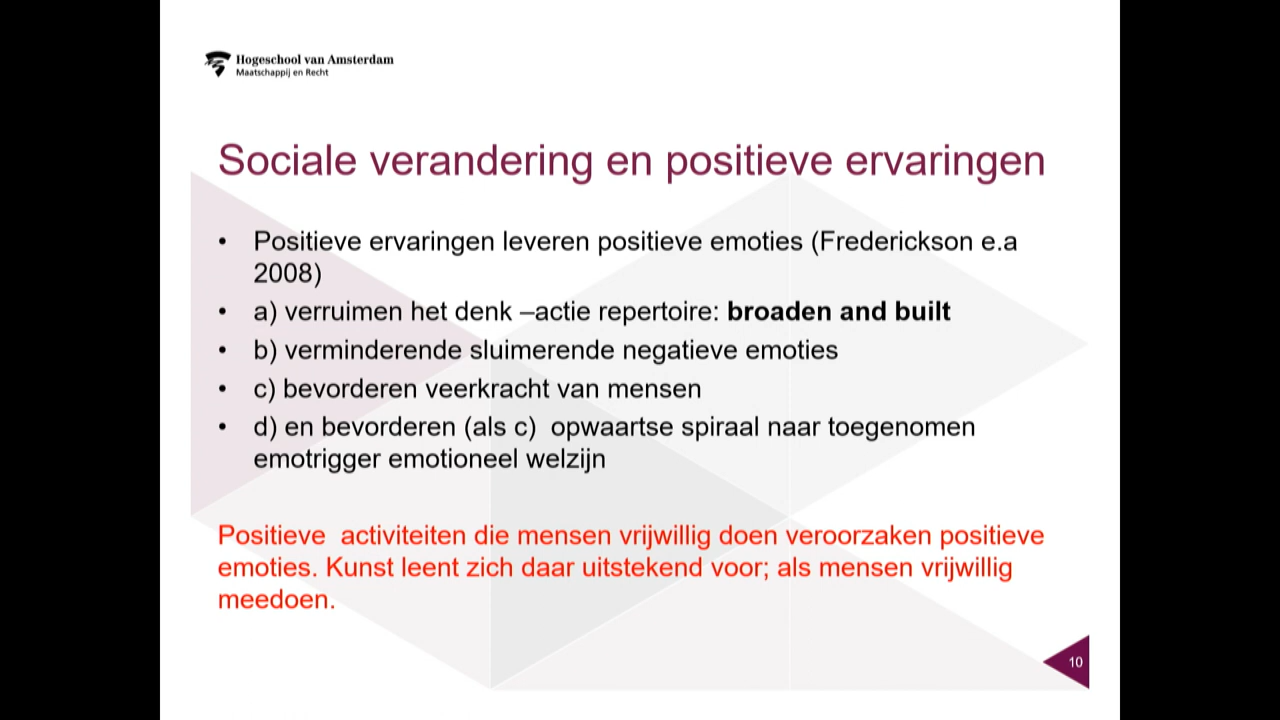 Hogeschool van Amsterdam
Maatschappij en Recht
Sociale verandering en positieve ervaringen
• Positieve ervaringen leveren positieve emoties (Frederickson e.a
2008)
• a) verruimen het denk –actie repertoire: broaden and built
• b) verminderende sluimerende negatieve emoties
• c) bevorderen veerkracht van mensen
• d) en bevorderen (als c)  opwaartse spiraal naar toegenomen
emotrigger emotioneel welzijn
Positieve  activiteiten die mensen vrijwillig doen veroorzaken positieve
emoties. Kunst leent zich daar uitstekend voor; als mensen vrijwillig
meedoen.
10